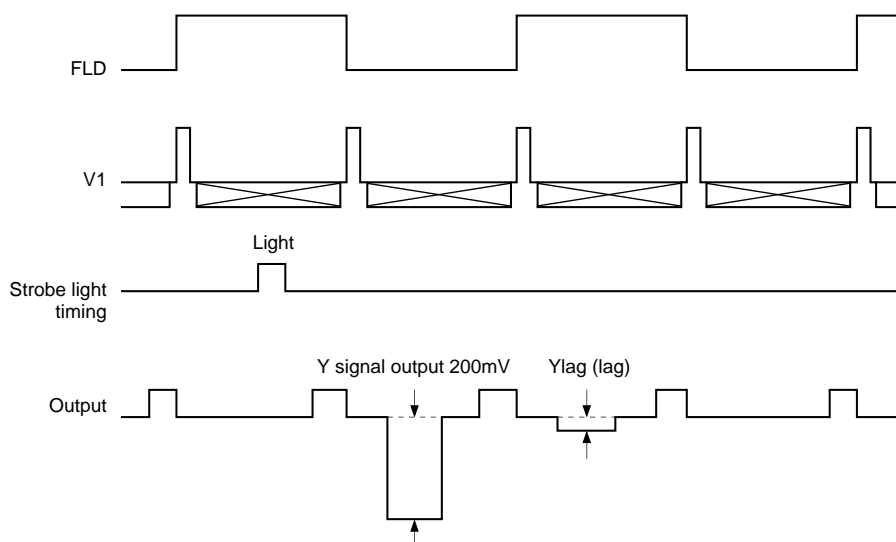 FLD
V1
Light
Strobe light
timing
Y signal output 200mV
Ylag (lag)
Output